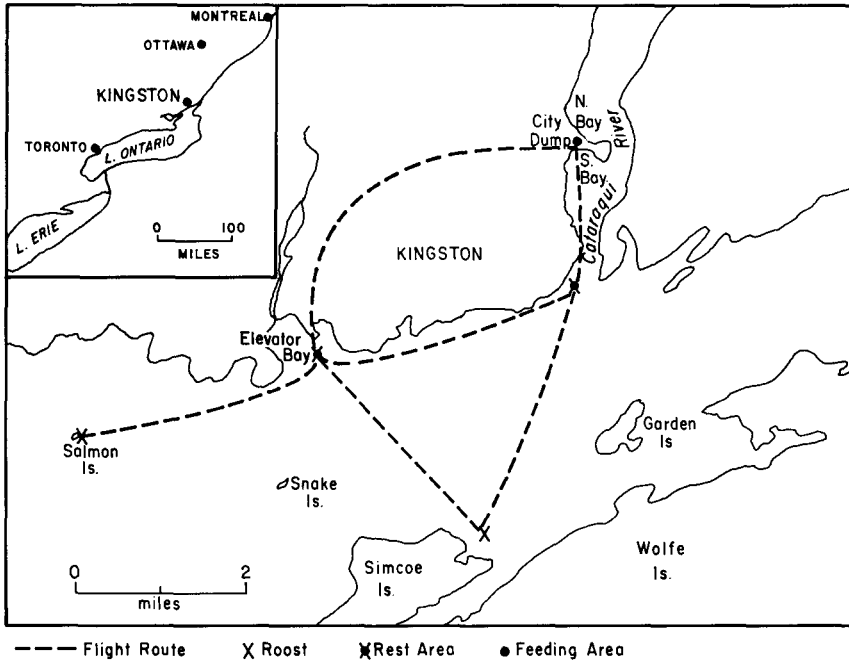 MONTREAL
OTTAWA
KINGSTON
TORONTO
L. ONTARIO
L. ERIE
0 100
MILES
N.
Bay
City
Dump
S.
Bay
River
Cataraqui
KINGSTON
Elevator
Bay
Salmon
Is.
Snake
Is.
Garden
Is
Simcoe
Is.
Wolfe
Is.
0 2
miles
Flight Route
Roost
Rest Area
Feeding Area